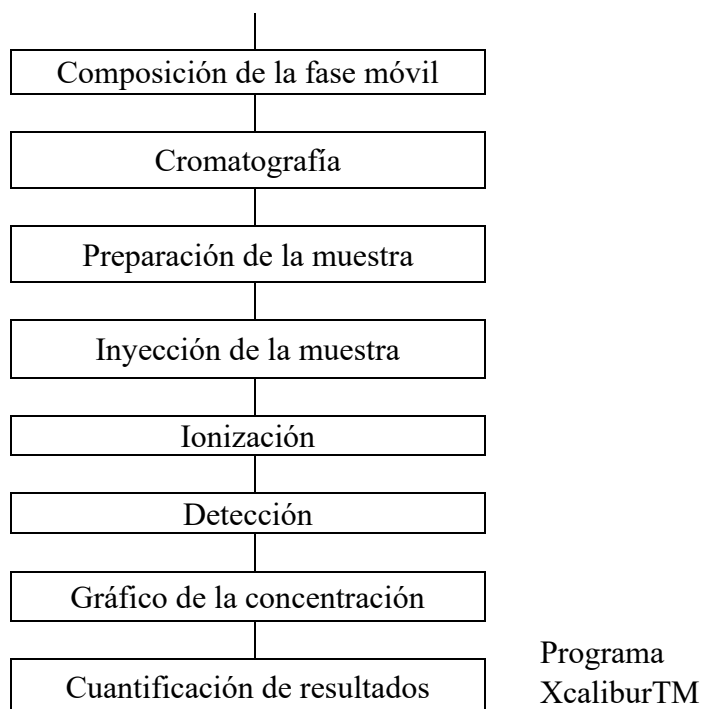 Composición de la fase móvil
Cromatografía
Preparación de la muestra
Inyección de la muestra
Ionización
Detección
Gráfico de la concentración
Cuantificación de resultados
Programa
XcaliburTM